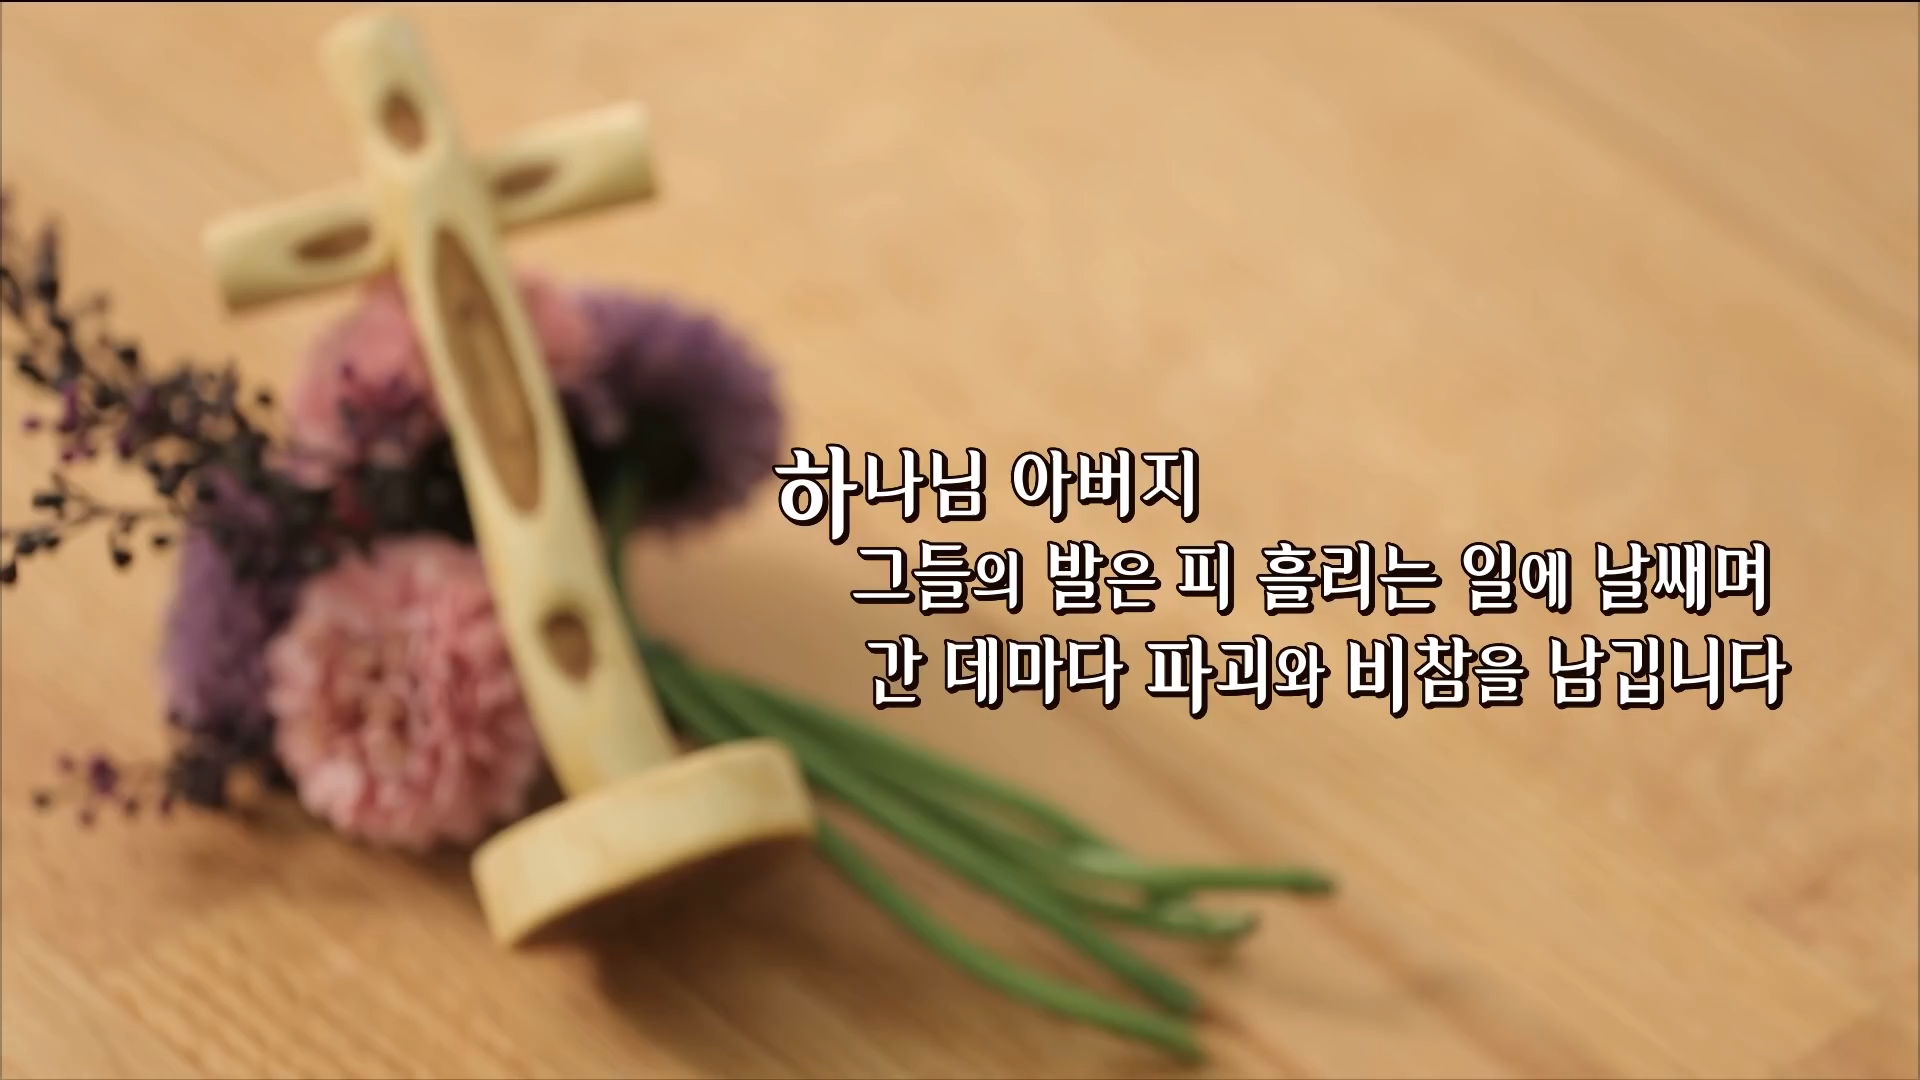 하나님 아버지
그들의 발은 피 흘리는 일에 날쌔며
간 데마다 파괴와 비참을 남깁니다